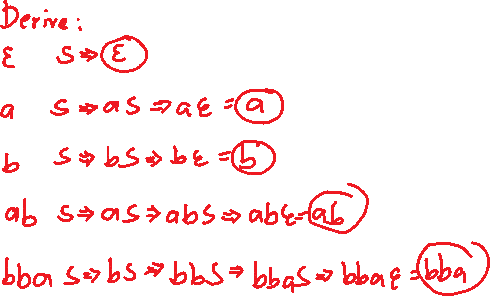 Derive:
ε S ⇒ ε
a S ⇒ aS ⇒ aε = a
b S ⇒ bS ⇒ bε = b
ab S ⇒ aS ⇒ abS ⇒ abε = ab
bba S ⇒ bS ⇒ bbS ⇒ bbaS ⇒ bbaε = bba